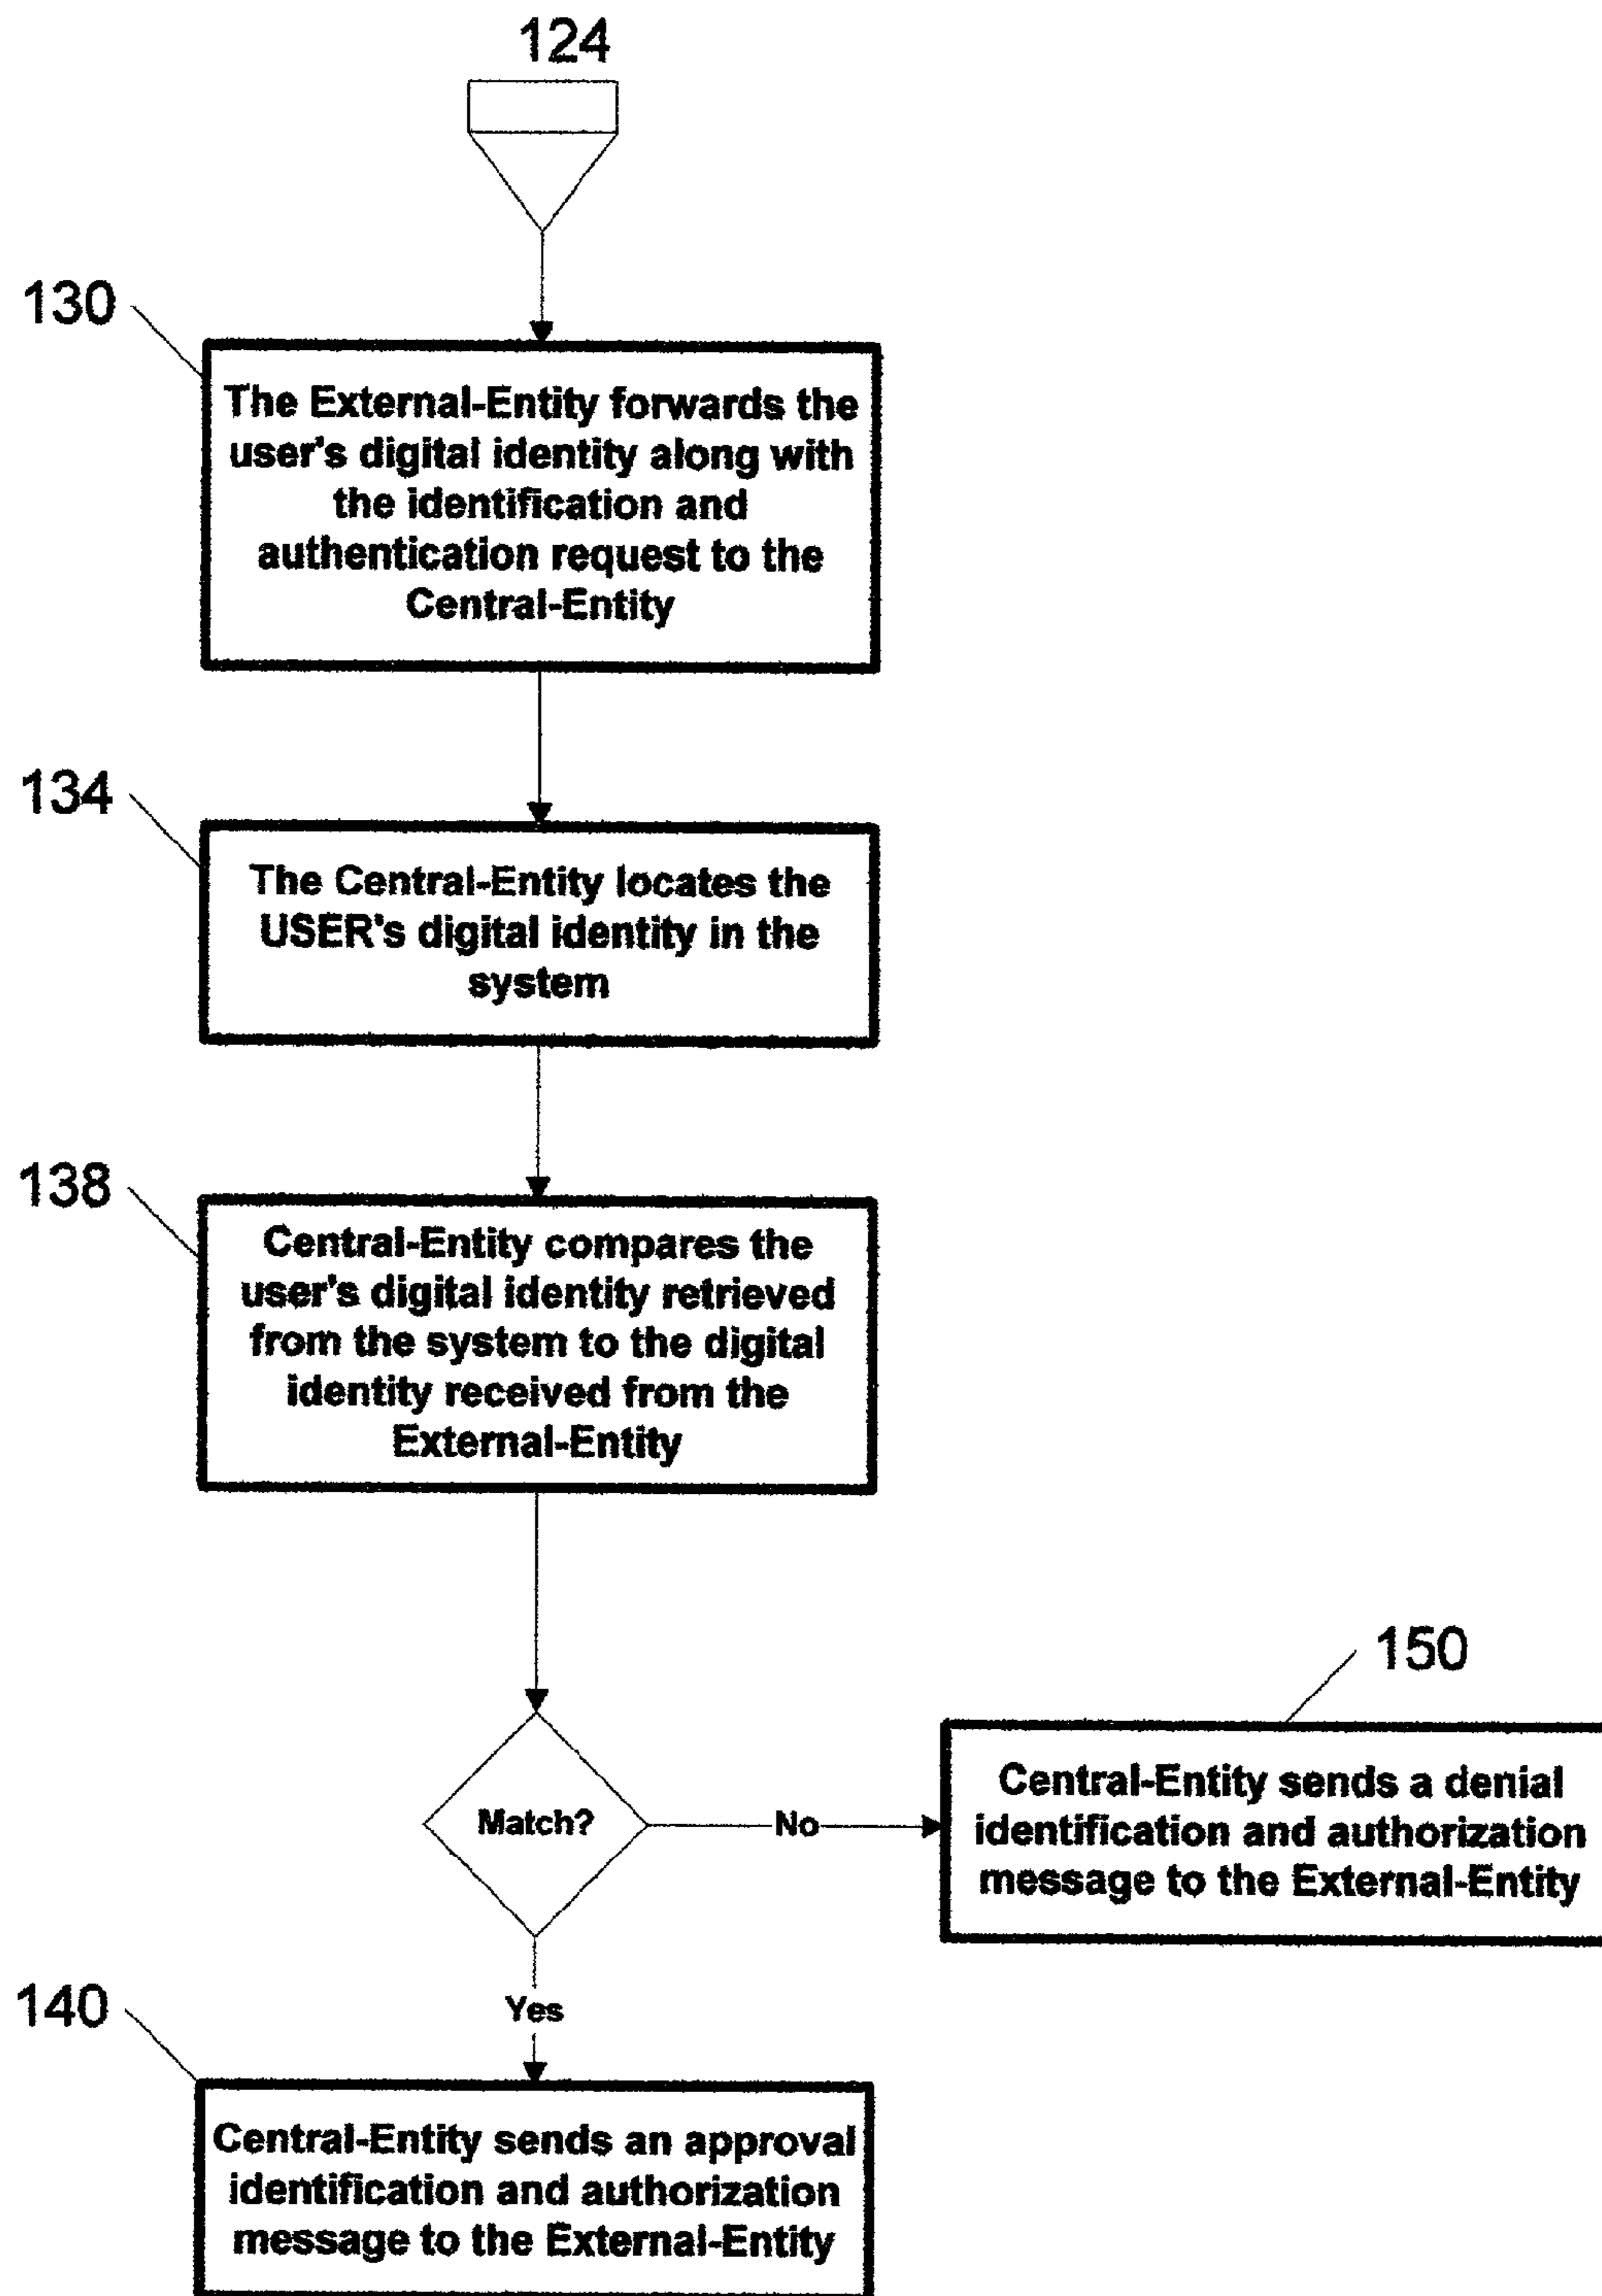 124
130
The External-Entity forwards the
user's digital identity along with
the identification and
authentication request to the
Central-Entity
134
The Central-Entity locates the
USER's digital identity in the
system
138
Central-Entity compares the
user's digital identity retrieved
from the system to the digital
identity received from the
External-Entity
Match?
No
150
Central-Entity sends a denial
identification and authorization
message to the External-Entity
Yes
140
Central-Entity sends an approval
identification and authorization
message to the External-Entity